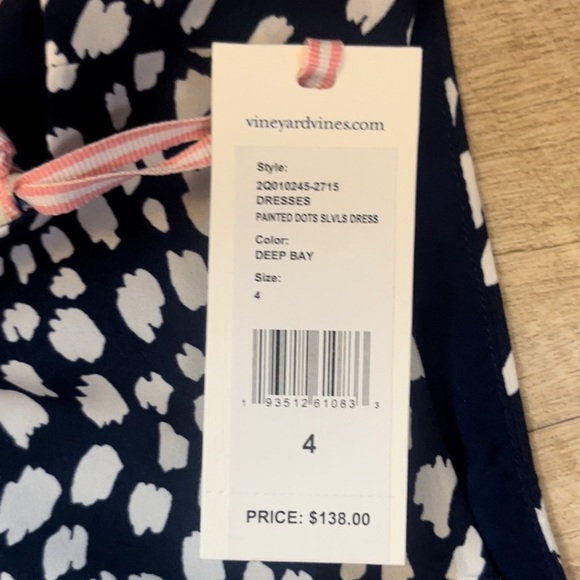 vineyardvines.com
Style:
2Q010245-2715
DRESSES
PAINTED DOTS SLVLS DRESS
Color:
DEEP BAY
Size:
4
1 93512 61083 3
4
PRICE: $138.00